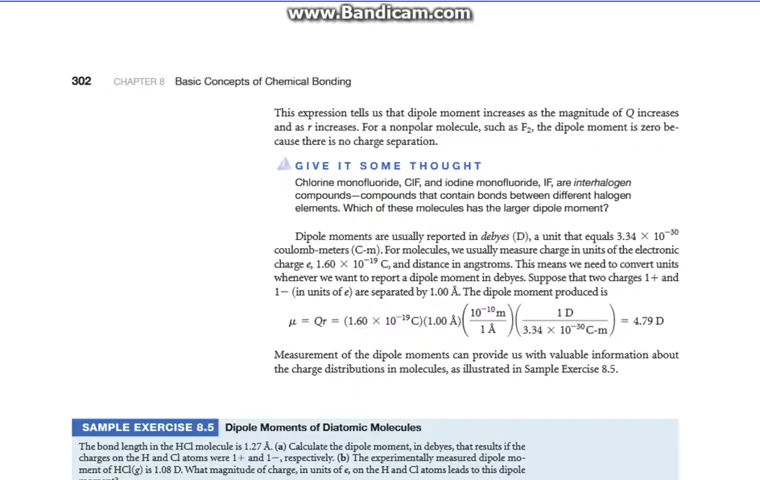 www.Bandicam.com
302 CHAPTER 8 Basic Concepts of Chemical Bonding
This expression tells us that dipole moment increases as the magnitude of Q increases
and as r increases. For a nonpolar molecule, such as F₂, the dipole moment is zero be-
cause there is no charge separation.
GIVE IT SOME THOUGHT
Chlorine monofluoride, ClF, and iodine monofluoride, IF, are interhalogen
compounds—compounds that contain bonds between different halogen
elements. Which of these molecules has the larger dipole moment?
Dipole moments are usually reported in debyes (D), a unit that equals 3.34 × 10⁻³⁰
coulomb-meters (C-m). For molecules, we usually measure charge in units of the electronic
charge e, 1.60 × 10⁻¹⁹ C, and distance in angstroms. This means we need to convert units
whenever we want to report a dipole moment in debyes. Suppose that two charges 1+ and
1− (in units of e) are separated by 1.00 Å. The dipole moment produced is
μ = Qr = (1.60 × 10⁻¹⁹ C)(1.00 Å)(10⁻¹⁰ m / 1 Å)(1 D / 3.34 × 10⁻³⁰ C-m) = 4.79 D
Measurement of the dipole moments can provide us with valuable information about
the charge distributions in molecules, as illustrated in Sample Exercise 8.5.
SAMPLE EXERCISE 8.5 Dipole Moments of Diatomic Molecules
The bond length in the HCl molecule is 1.27 Å. (a) Calculate the dipole moment, in debyes, that results if the
charges on the H and Cl atoms were 1+ and 1−, respectively. (b) The experimentally measured dipole mo-
ment of HCl(g) is 1.08 D. What magnitude of charge, in units of e, on the H and Cl atoms leads to this dipole